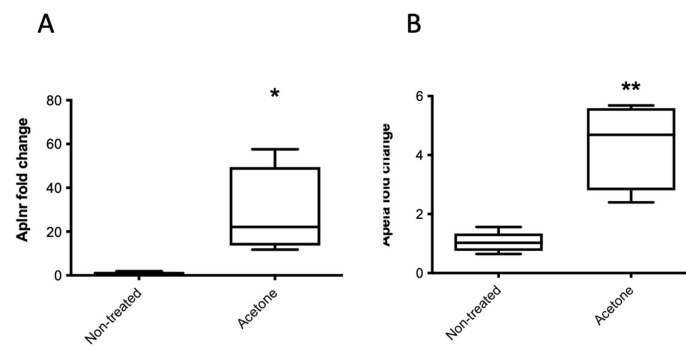 A
B
Aplnr fold change
80
60
40
20
0
*
Non-treated
Acetone
Apela fold change
6
4
2
0
**
Non-treated
Acetone